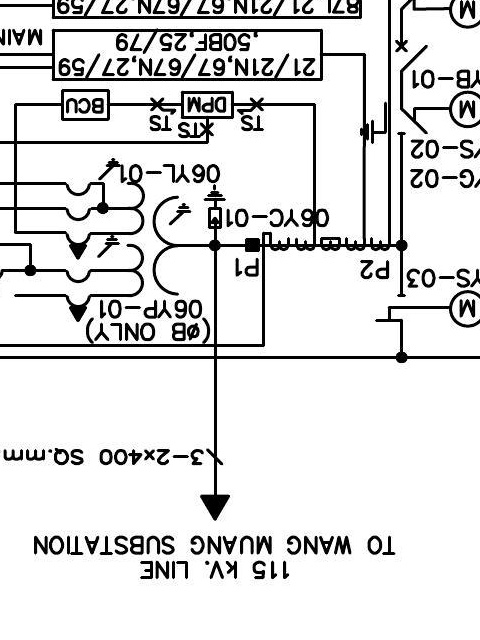 115 kV. LINE
TO WANG MUANG SUBSTATION
3-2x400 SQ.mm.
(ØB ONLY)
M
06YP-01
YS-03
P2
P1
06YC-01
06YL-01
YG-02
YS-02
TS
TS
TS
M
DPM
BCU
YB-01
21/21N,67/67N,27/59
,50BF,25/79
MAIN
M
87L,21/21N,67/67N,27/59